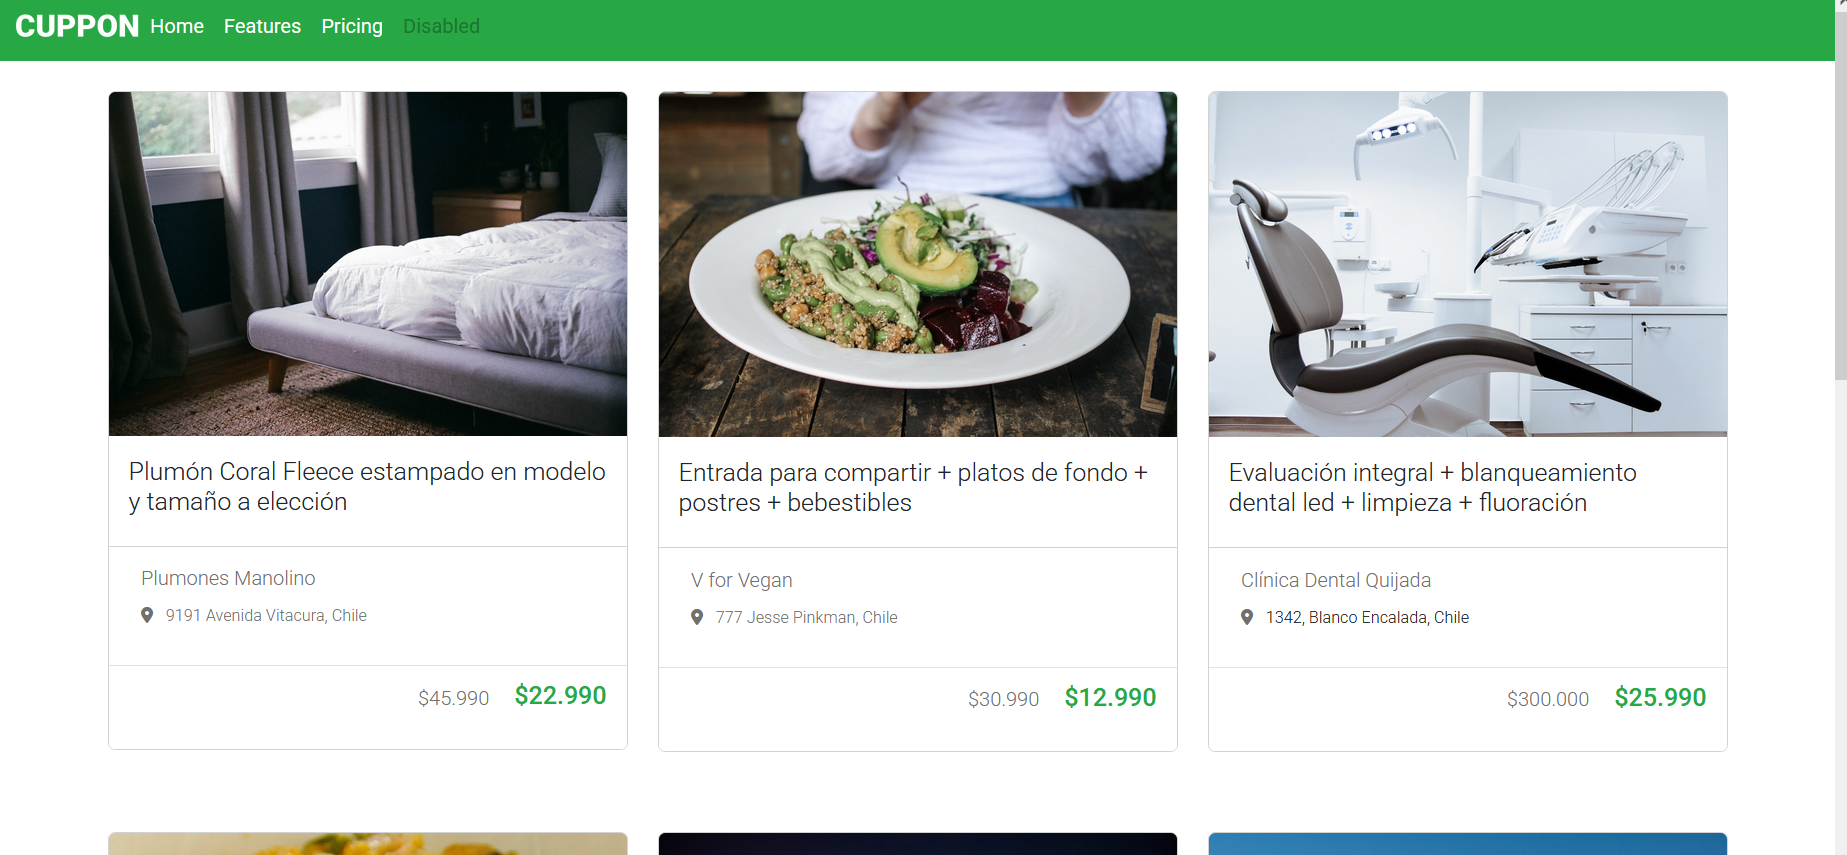 CUPPON Home Features Pricing Disabled
Plumón Coral Fleece estampado en modelo
y tamaño a elección
Plumones Manolino
9191 Avenida Vitacura, Chile
$45.990 $22.990
Entrada para compartir + platos de fondo +
postres + bebestibles
V for Vegan
777 Jesse Pinkman, Chile
$30.990 $12.990
Evaluación integral + blanqueamiento
dental led + limpieza + fluoración
Clínica Dental Quijada
1342, Blanco Encalada, Chile
$300.000 $25.990